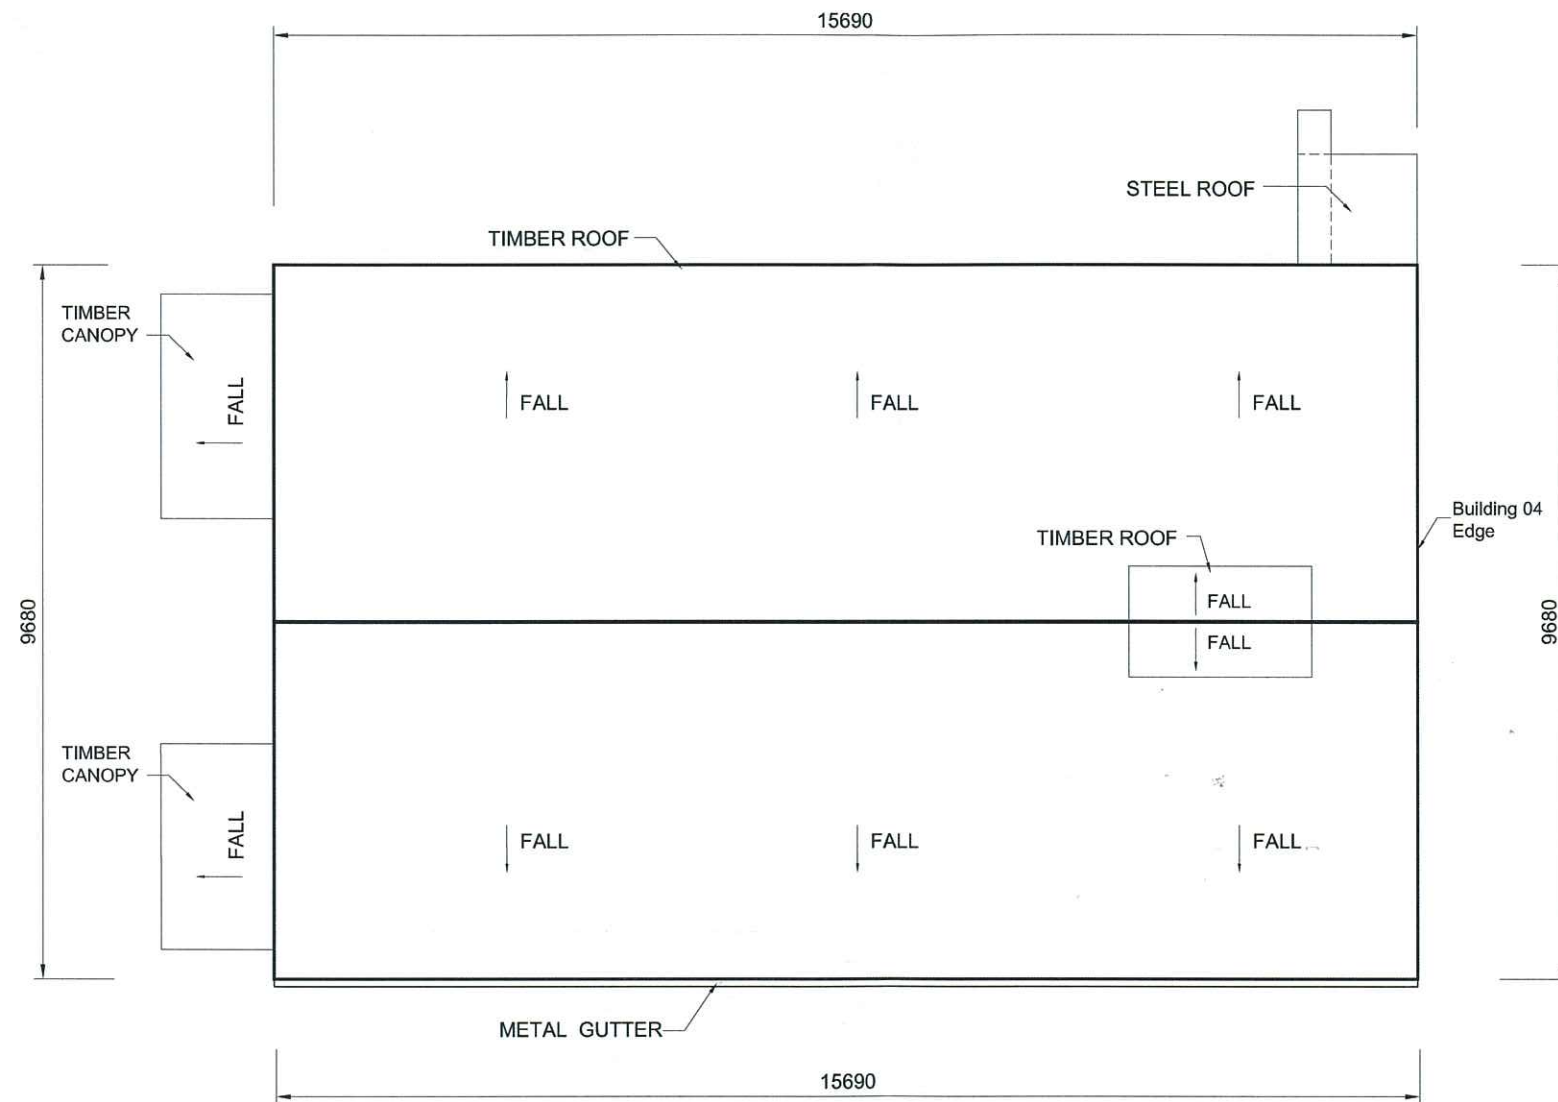 15690
STEEL ROOF
TIMBER ROOF
TIMBER
CANOPY
FALL
FALL
FALL
FALL
Building 04
Edge
TIMBER ROOF
FALL
9680
9680
FALL
TIMBER
CANOPY
FALL
FALL
FALL
FALL
METAL GUTTER
15690